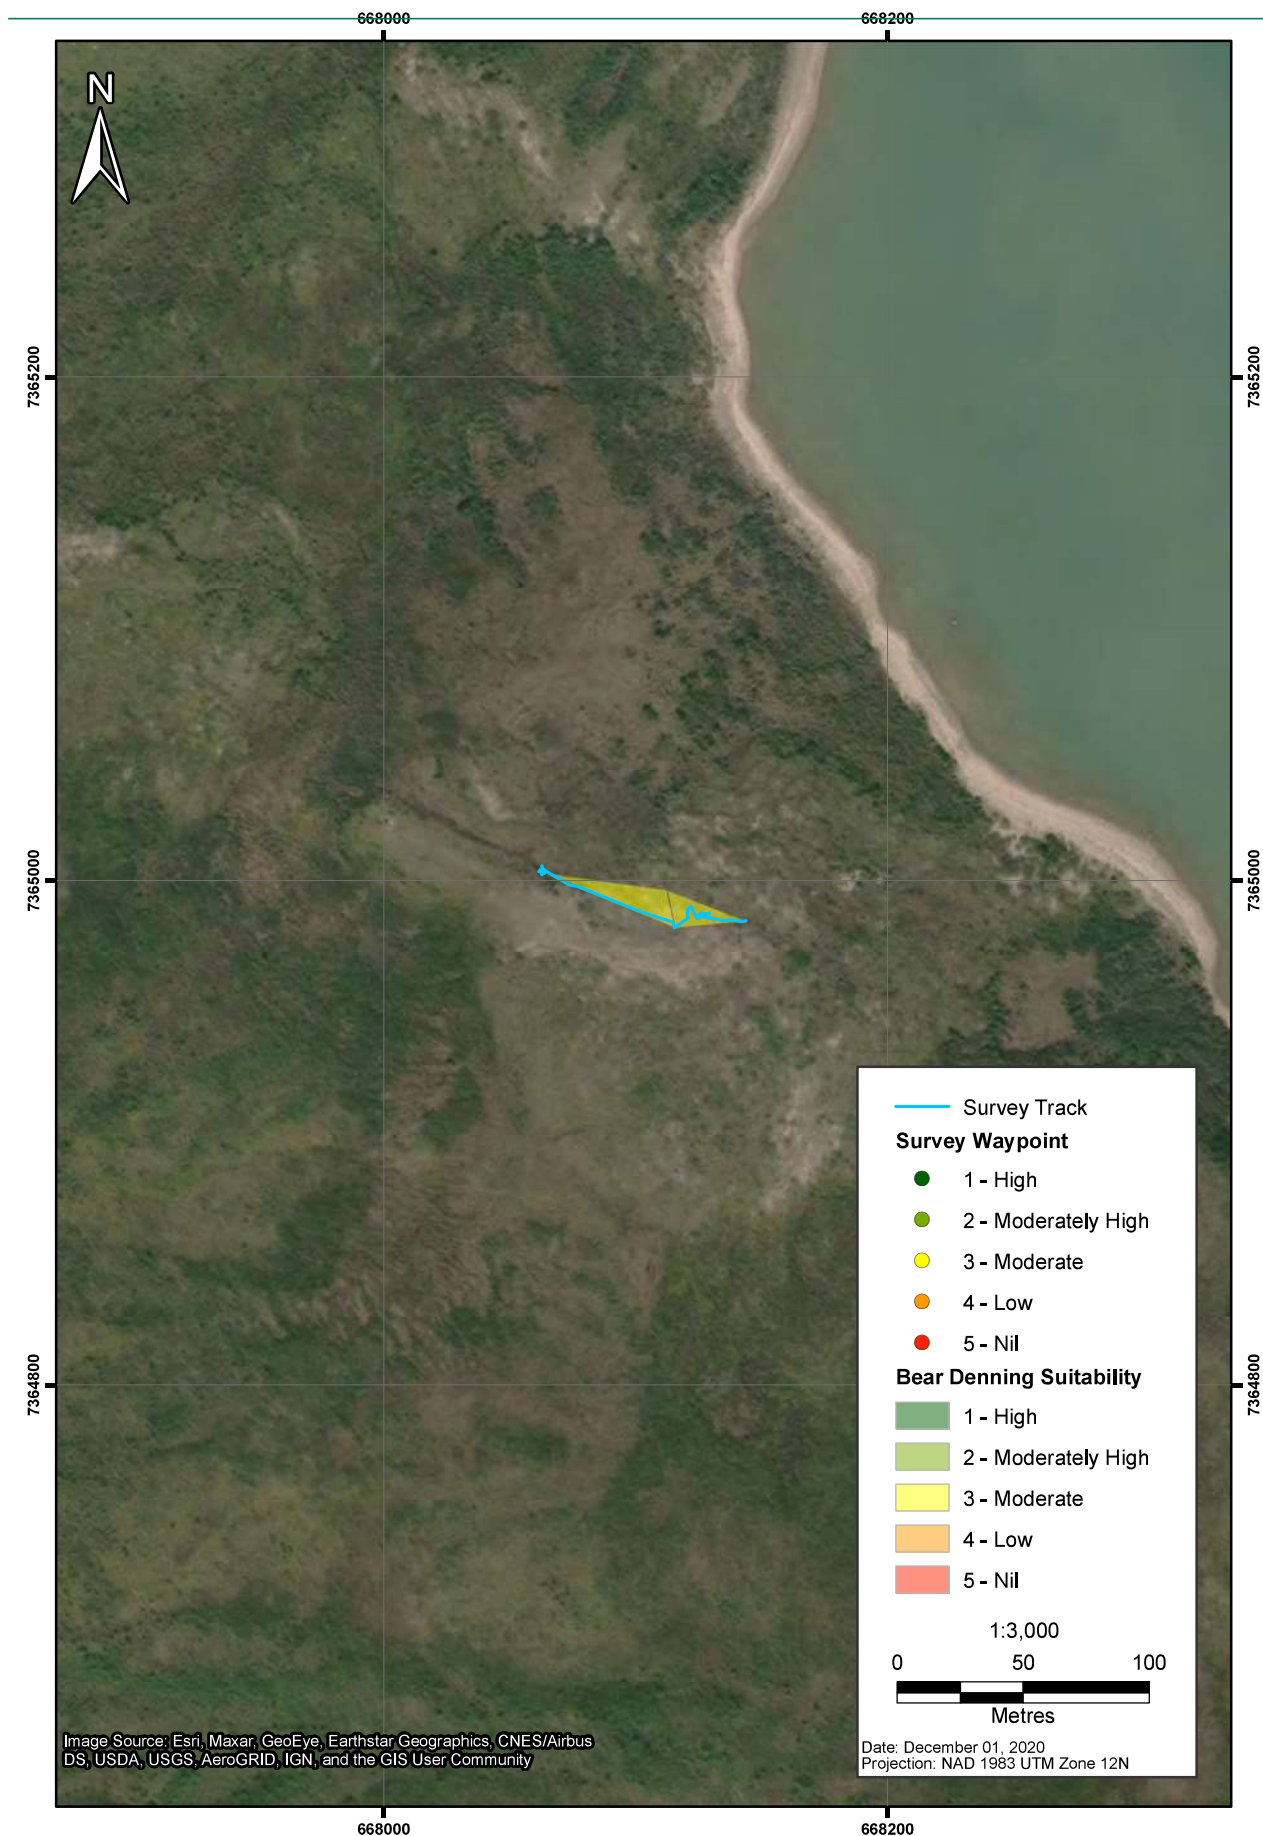 668000
668200
N
7365200
7365200
7365000
7365000
Survey Track
Survey Waypoint
1 - High
2 - Moderately High
3 - Moderate
4 - Low
5 - Nil
7364800
7364800
Bear Denning Suitability
1 - High
2 - Moderately High
3 - Moderate
4 - Low
5 - Nil
1:3,000
0 50 100
Metres
Image Source: Esri, Maxar, GeoEye, Earthstar Geographics, CNES/Airbus
DS, USDA, USGS, AeroGRID, IGN, and the GIS User Community
Date: December 01, 2020
Projection: NAD 1983 UTM Zone 12N
668000
668200